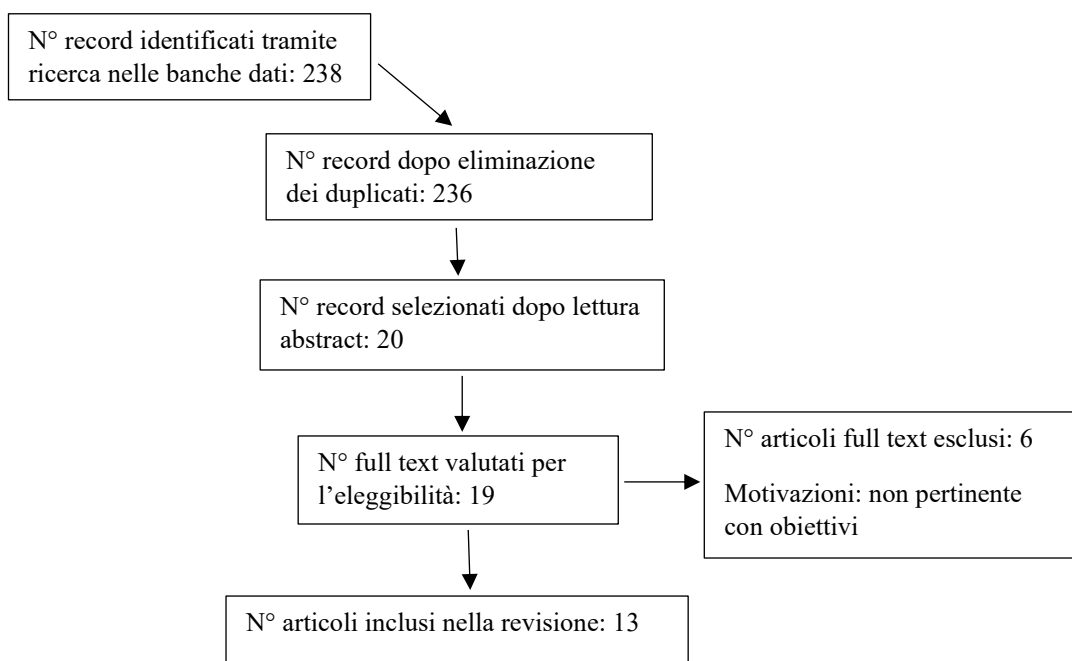 N° record identificati tramite
ricerca nelle banche dati: 238
N° record dopo eliminazione
dei duplicati: 236
N° record selezionati dopo lettura
abstract: 20
N° full text valutati per
l’eleggibilità: 19
N° articoli full text esclusi: 6
Motivazioni: non pertinente
con obiettivi
N° articoli inclusi nella revisione: 13